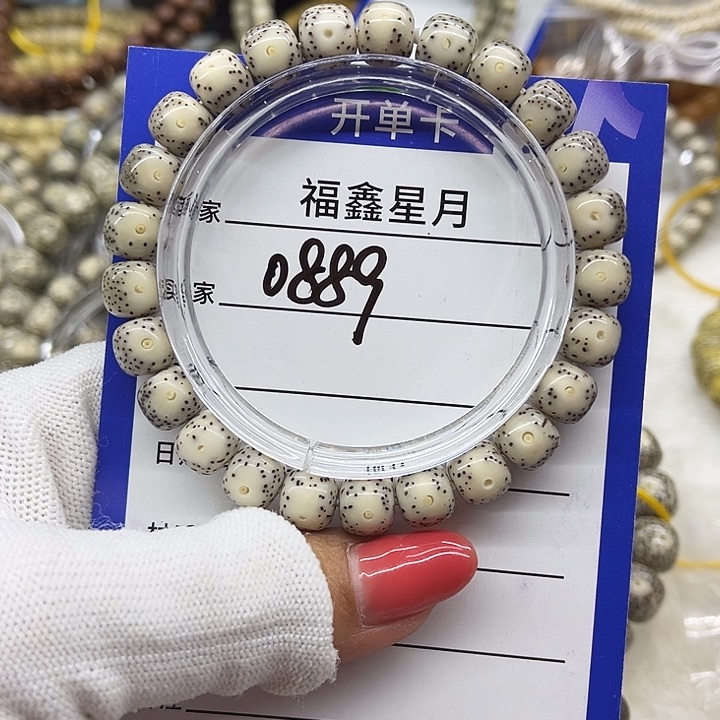 开单卡
家 福鑫星月
家 0889
日